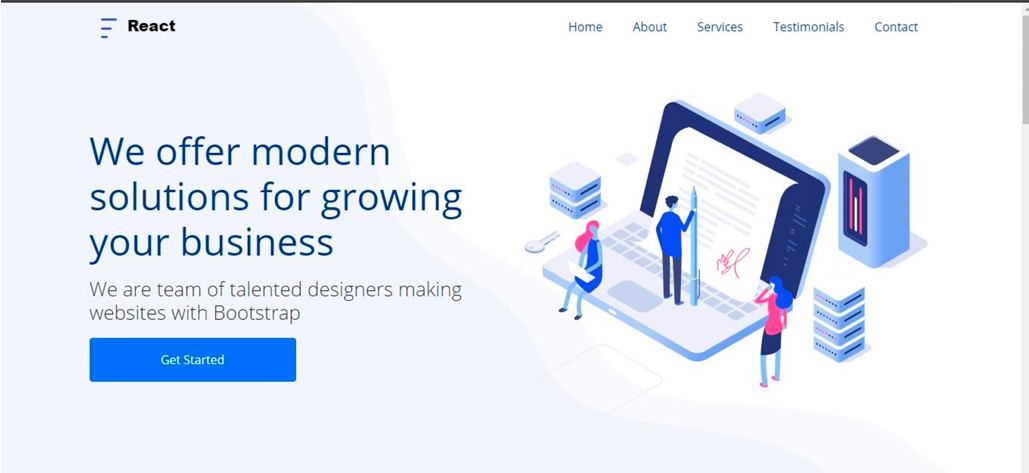 React
Home About Services Testimonials Contact
We offer modern
solutions for growing
your business
We are team of talented designers making
websites with Bootstrap
Get Started